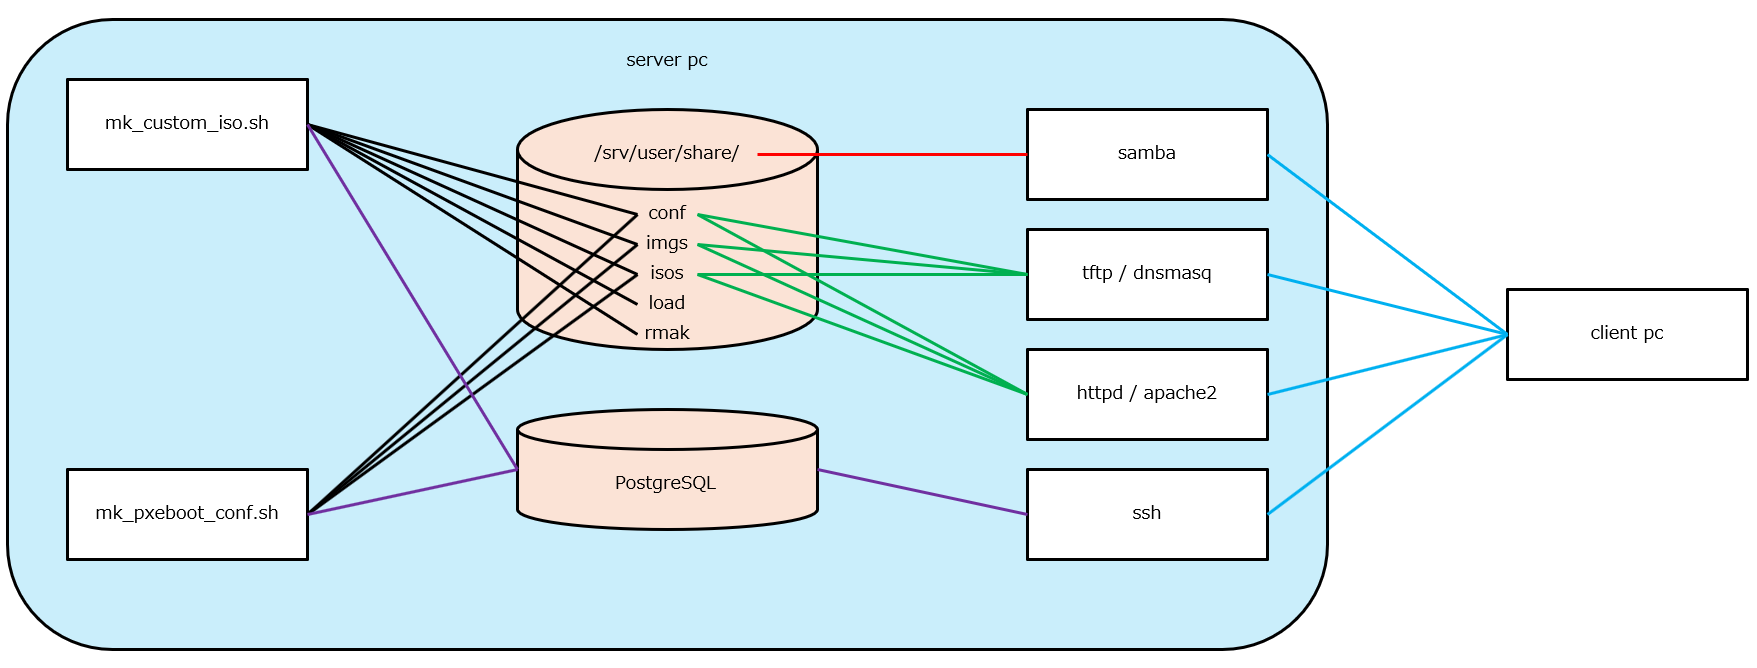 server pc
mk_custom_iso.sh
/srv/user/share/
conf
imgs
isos
load
rmak
PostgreSQL
mk_pxeboot_conf.sh
samba
tftp / dnsmasq
httpd / apache2
ssh
client pc